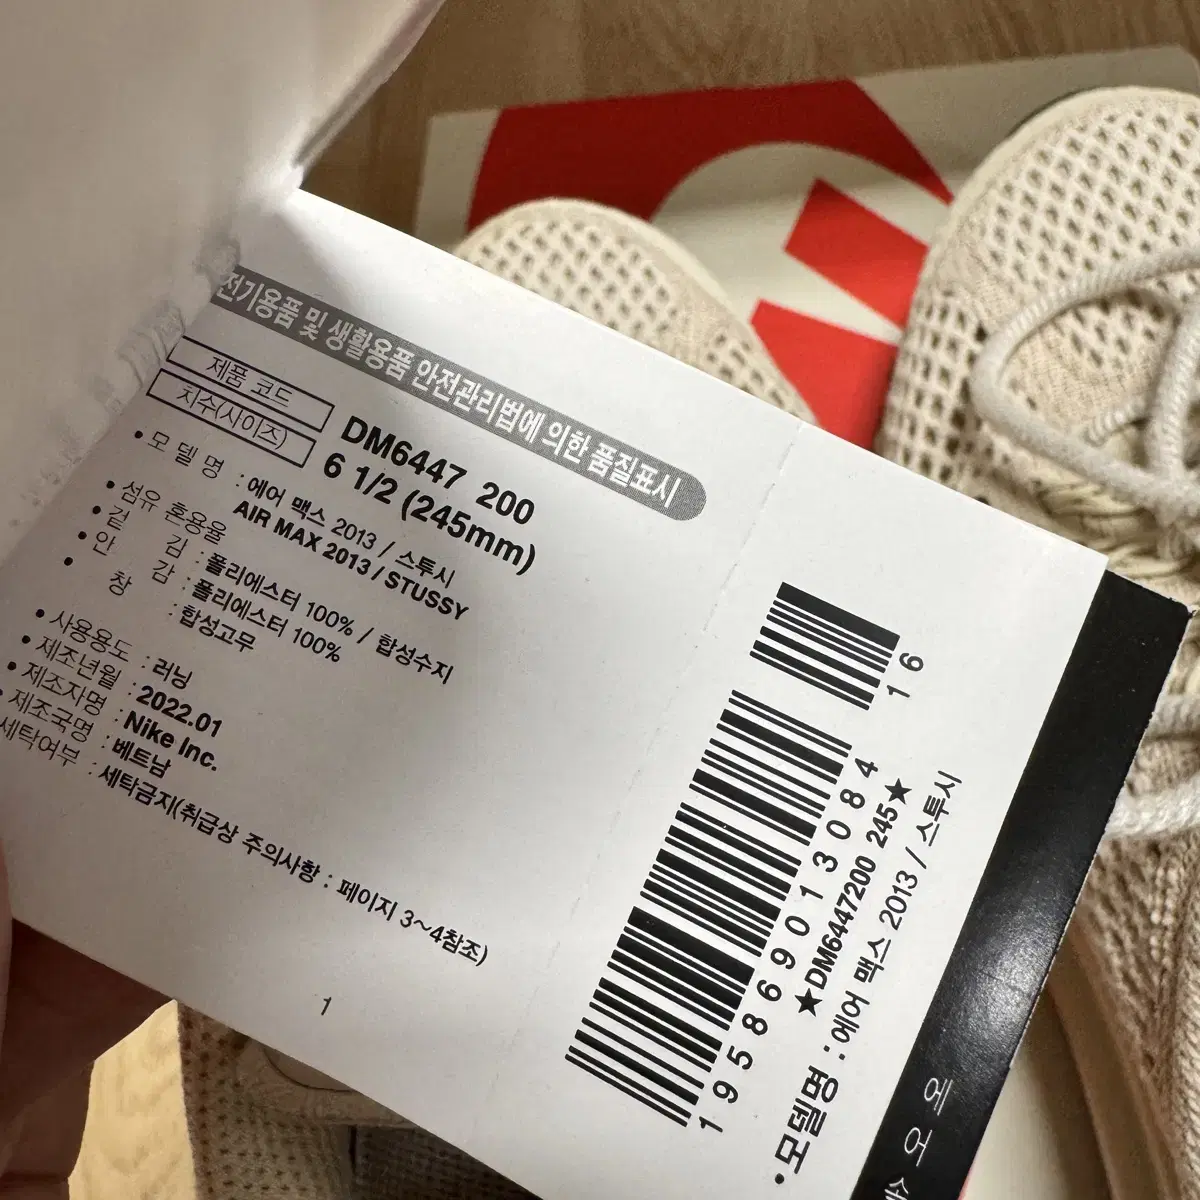 전기용품 및 생활용품 안전관리법에 의한 품질표시
제품 코드 DM6447 200
치수(사이즈) 6 1/2 (245mm)
• 모 델 명 : 에어 맥스 2013 / 스투시
AIR MAX 2013 / STUSSY
• 섬유 혼용율
• 겉 감 : 폴리에스터 100% / 합성수지
• 안 감 : 폴리에스터 100%
• 창 : 합성고무
• 사용용도 : 러닝
• 제조년월 : 2022.01
• 제조자명 : Nike Inc.
• 제조국명 : 베트남
세탁여부 : 세탁금지(취급상 주의사항 : 페이지 3~4참조)
1
195869013084 16
★DM6447200 245★
• 모델명 : 에어 맥스 2013 / 스투시
에어